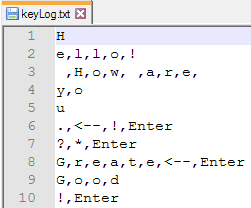 keyLog.txt
1 H
2 e,l,l,o,!
3  ,H,o,w, ,a,r,e,
4 y,o
5 u
6 .,<--,!,Enter
7 ?,*,Enter
8 G,r,e,a,t,e,<--,Enter
9 G,o,o,d
10 !,Enter